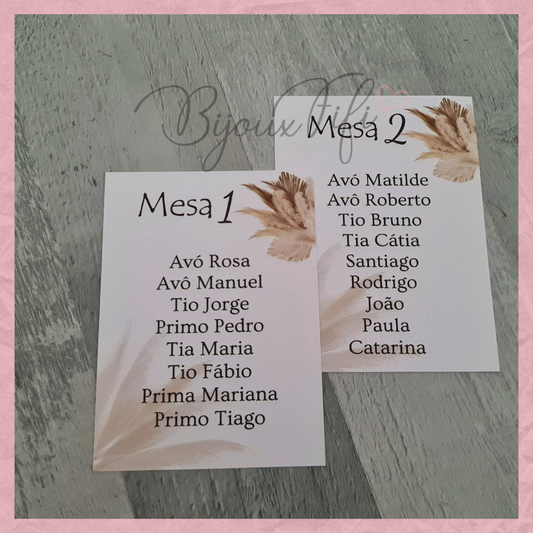 Bijoux Fifi
Mesa 1
Avó Rosa
Avô Manuel
Tio Jorge
Primo Pedro
Tia Maria
Tio Fábio
Prima Mariana
Primo Tiago
Mesa 2
Avó Matilde
Avô Roberto
Tio Bruno
Tia Cátia
Santiago
Rodrigo
João
Paula
Catarina